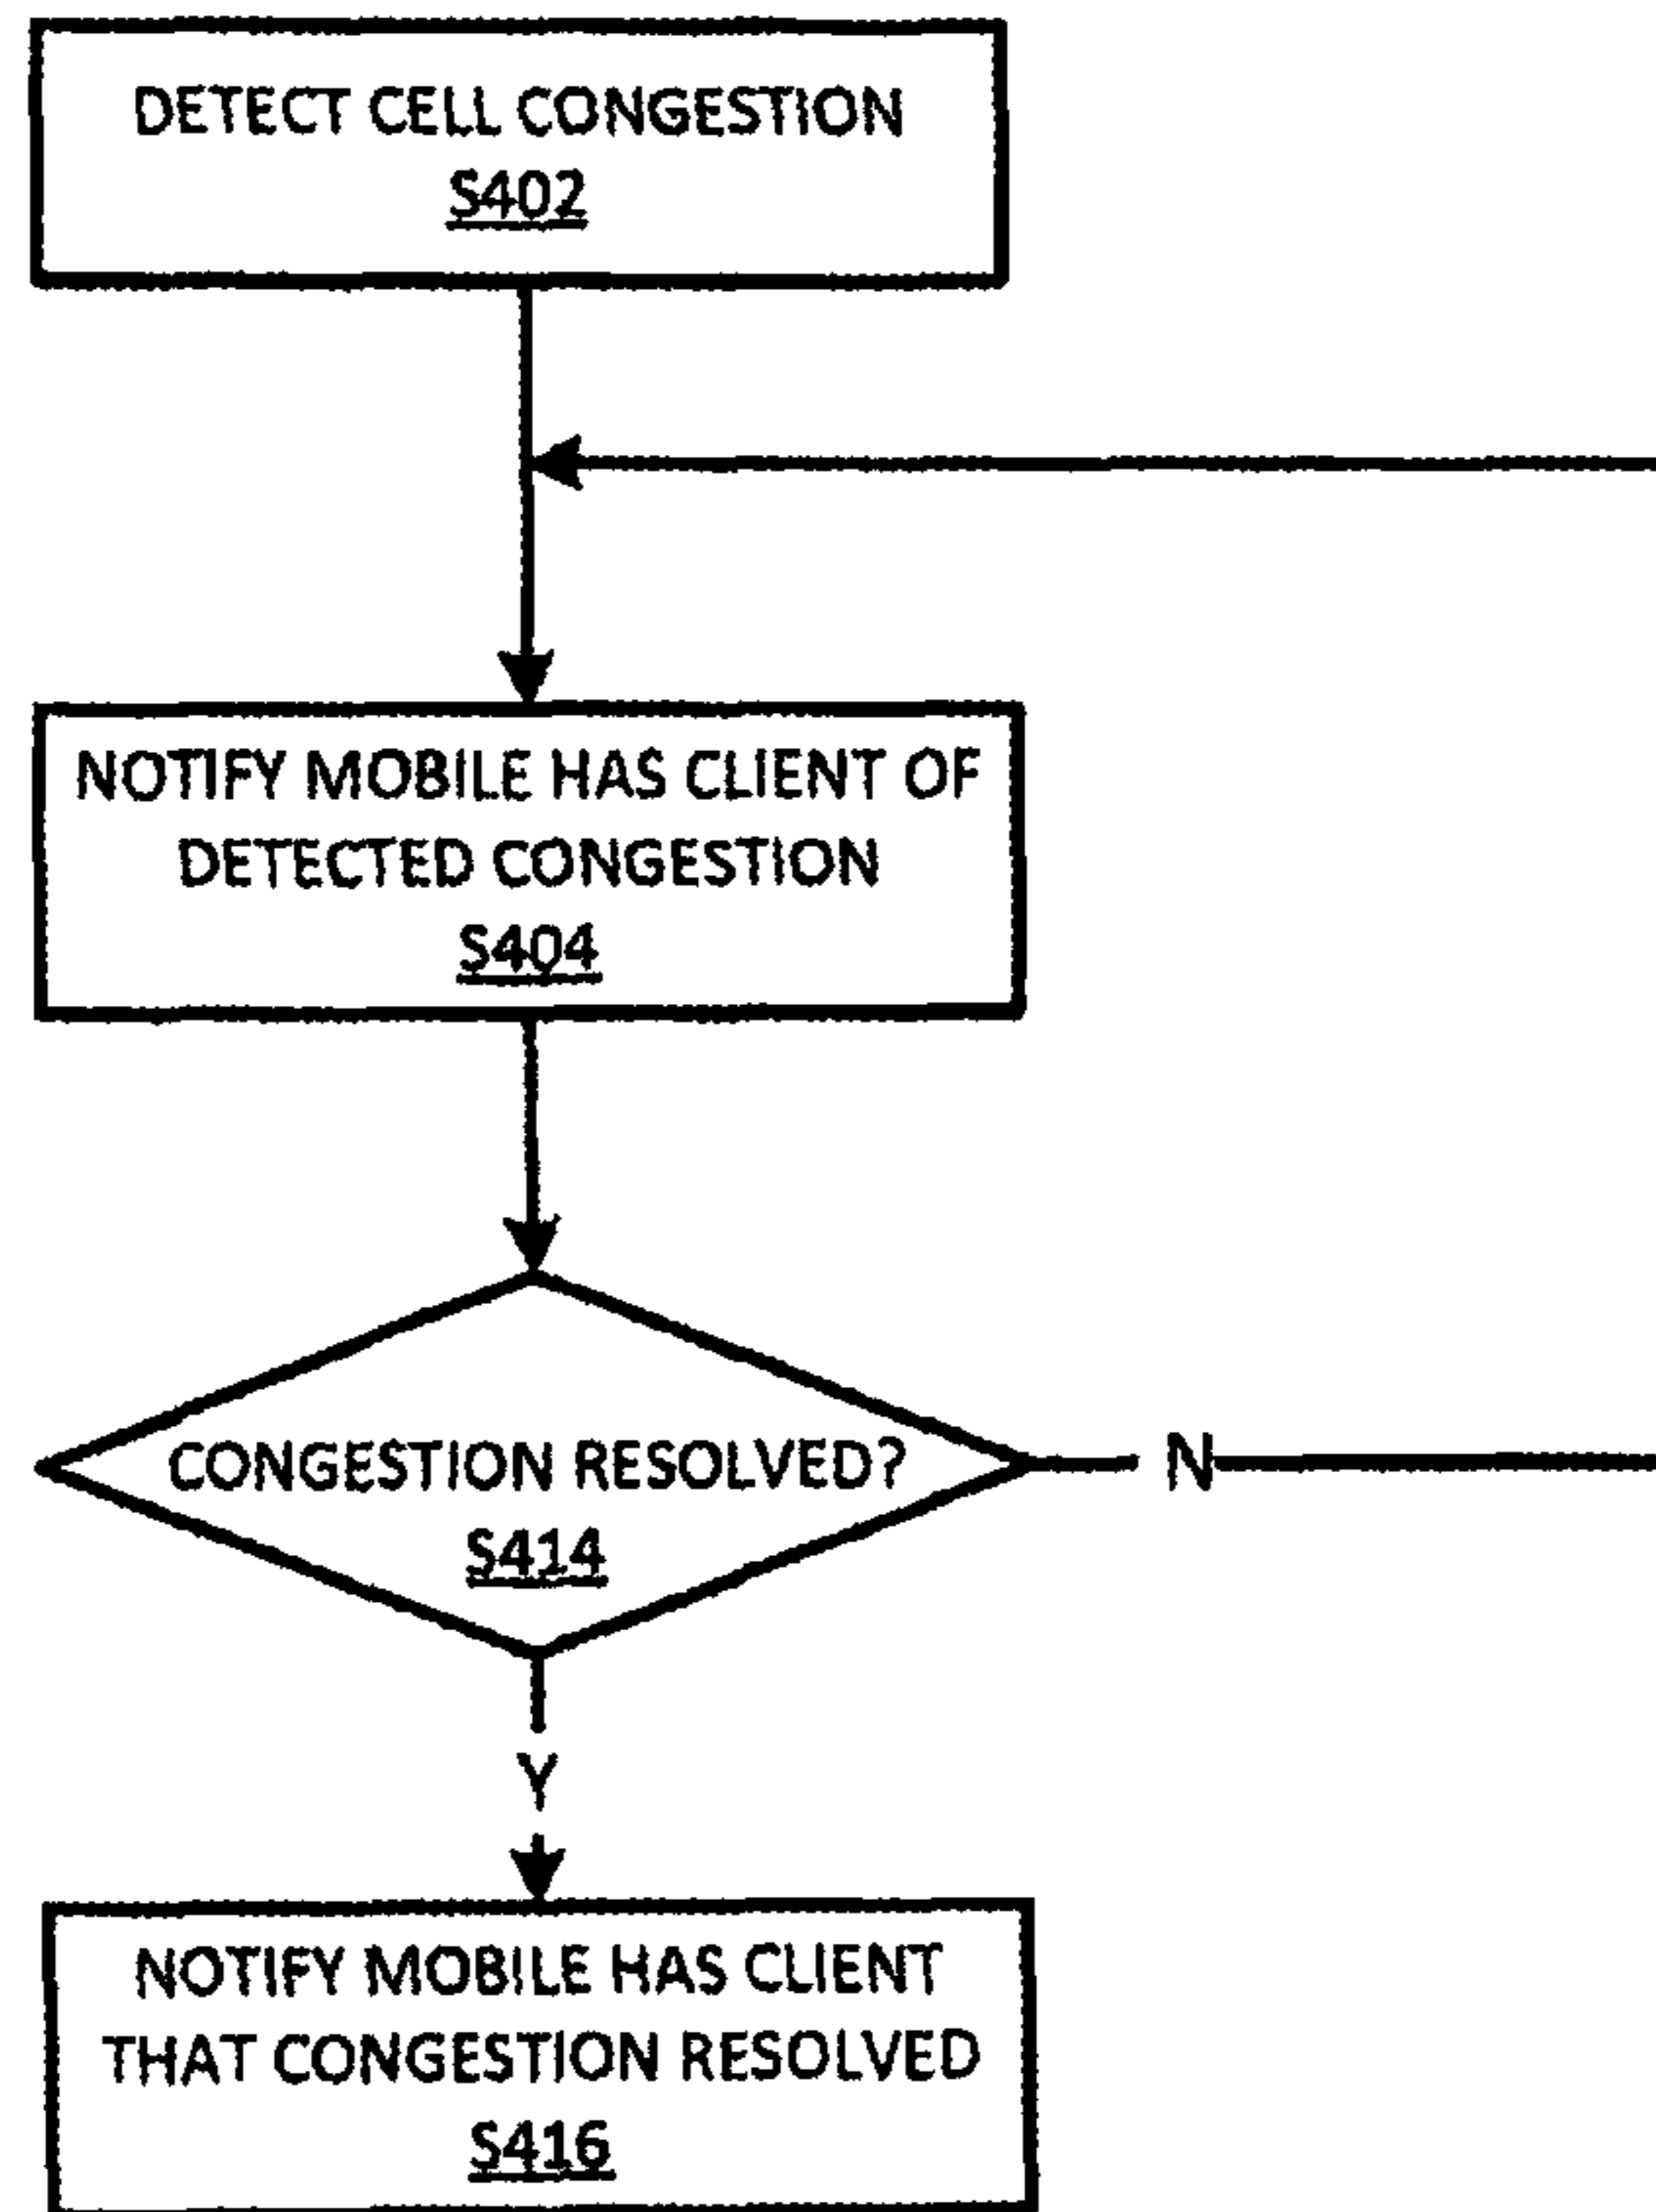 DETECT CELL CONGESTION
S402
NOTIFY MOBILE HAS CLIENT OF
DETECTED CONGESTION
S404
CONGESTION RESOLVED?
S414
N
Y
NOTIFY MOBILE HAS CLIENT
THAT CONGESTION RESOLVED
S416